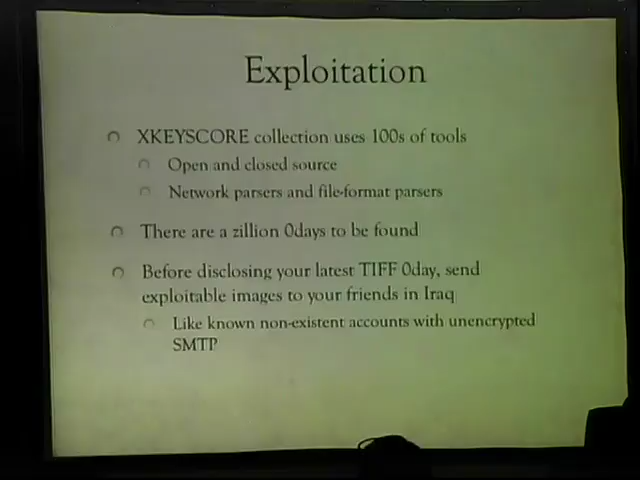 Exploitation
XKEYSCORE collection uses 100s of tools
Open and closed source
Network parsers and file-format parsers
There are a zillion 0days to be found
Before disclosing your latest TIFF 0day, send
exploitable images to your friends in Iraq
Like known non-existent accounts with unencrypted
SMTP